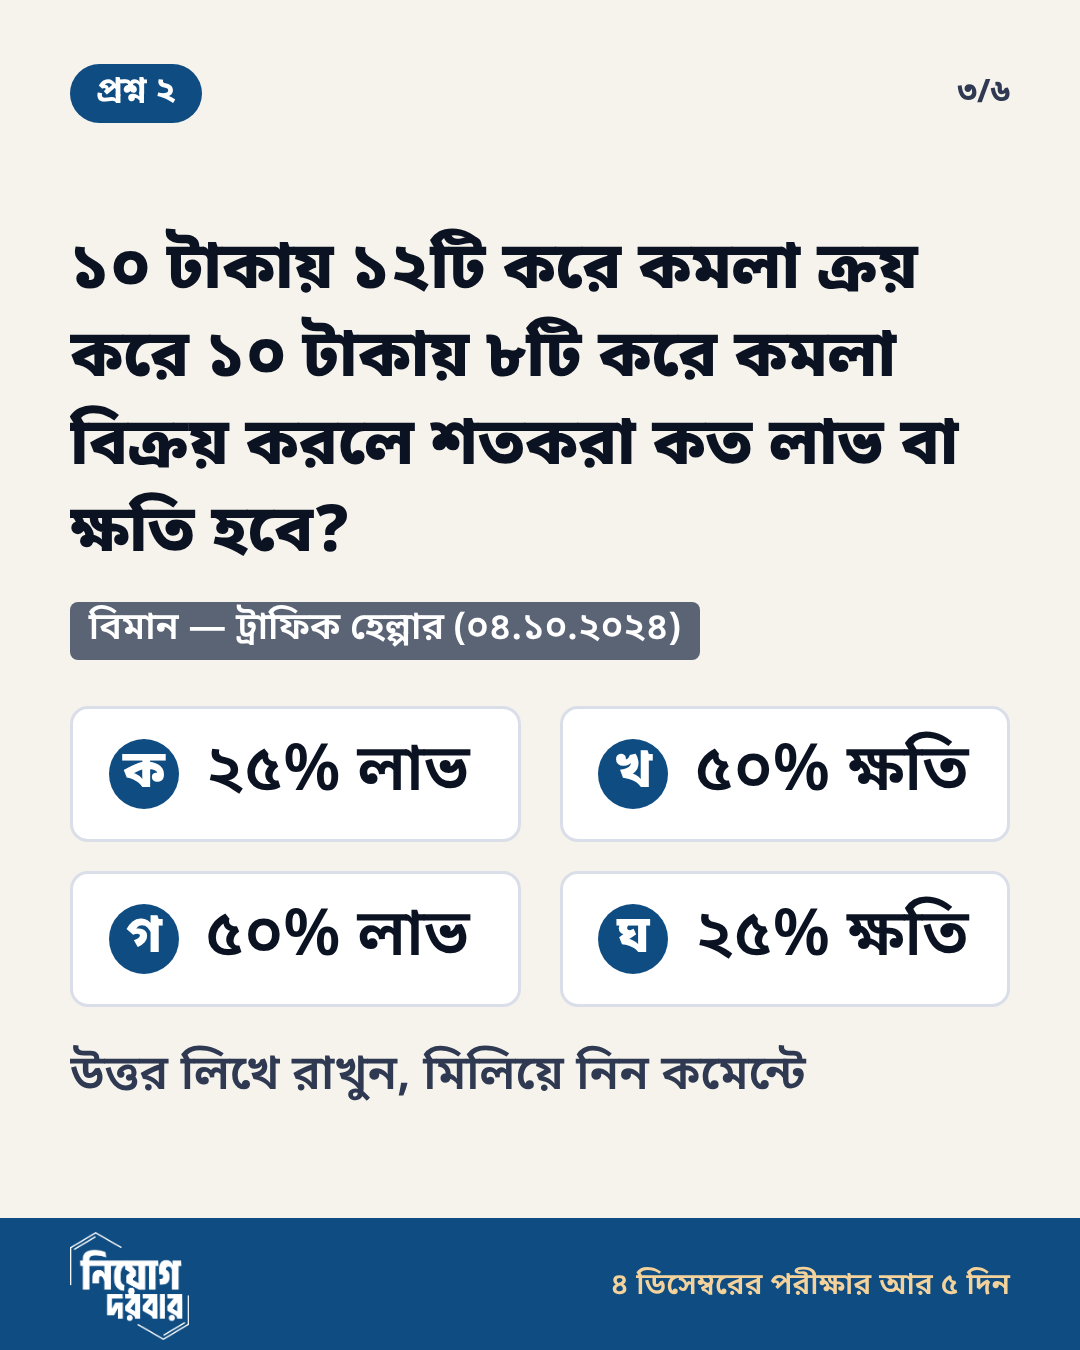 প্রশ্ন ২
৩/৬
১০ টাকায় ১২টি করে কমলা ক্রয়
করে ১০ টাকায় ৮টি করে কমলা
বিক্রয় করলে শতকরা কত লাভ বা
ক্ষতি হবে?
বিমান — ট্রাফিক হেল্পার (০৪.১০.২০২৪)
ক ২৫% লাভ
খ ৫০% ক্ষতি
গ ৫০% লাভ
ঘ ২৫% ক্ষতি
উত্তর লিখে রাখুন, মিলিয়ে নিন কমেন্টে
নিয়োগ
দরবার
৪ ডিসেম্বরের পরীক্ষার আর ৫ দিন